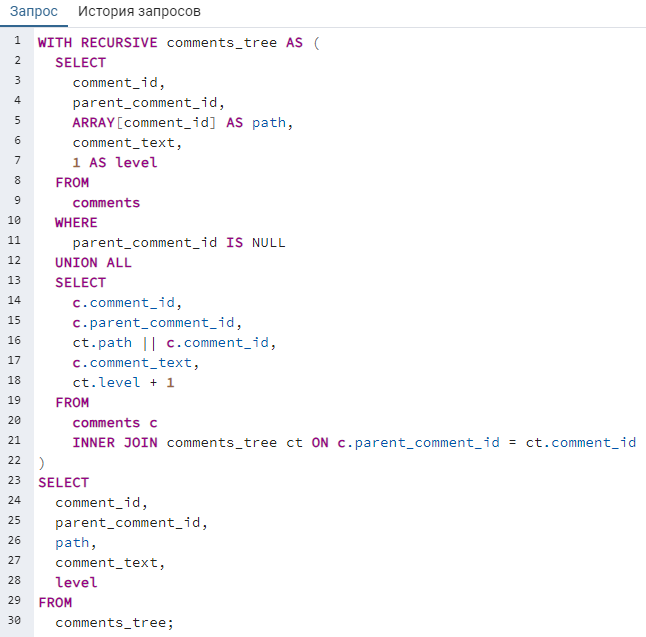 Запрос История запросов
1 WITH RECURSIVE comments_tree AS (
2 SELECT
3 comment_id,
4 parent_comment_id,
5 ARRAY[comment_id] AS path,
6 comment_text,
7 1 AS level
8 FROM
9 comments
10 WHERE
11 parent_comment_id IS NULL
12 UNION ALL
13 SELECT
14 c.comment_id,
15 c.parent_comment_id,
16 ct.path || c.comment_id,
17 c.comment_text,
18 ct.level + 1
19 FROM
20 comments c
21 INNER JOIN comments_tree ct ON c.parent_comment_id = ct.comment_id
22 )
23 SELECT
24 comment_id,
25 parent_comment_id,
26 path,
27 comment_text,
28 level
29 FROM
30 comments_tree;